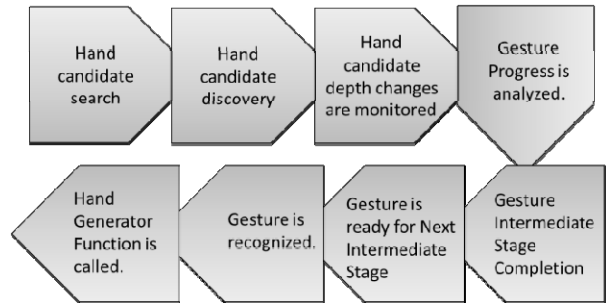 Hand
candidate
search
Hand
candidate
discovery
Hand
candidate
depth changes
are monitored
Gesture
Progress is
analyzed.
Gesture
Intermediate
Stage
Completion
Gesture is
ready for Next
Intermediate
Stage
Gesture is
recognized.
Hand
Generator
Function is
called.